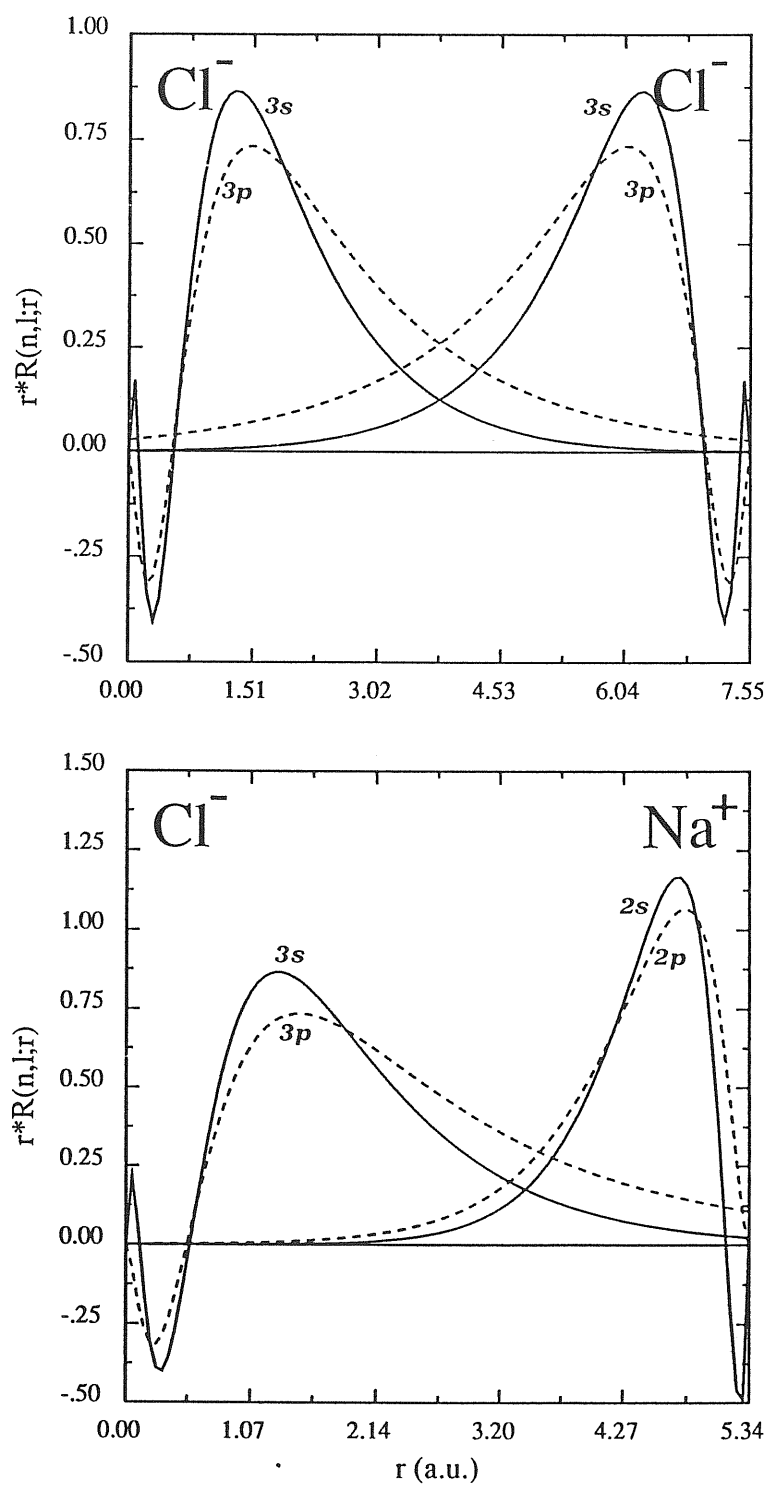 1.00
Cl⁻ Cl⁻
3s 3s
0.75
3p 3p
0.50
0.25
r*R(n,l;r)
0.00
-.25
-.50
0.00 1.51 3.02 4.53 6.04 7.55
1.50
Cl⁻ Na⁺
1.25
2s
1.00
3s 2p
0.75
3p
0.50
r*R(n,l;r)
0.25
0.00
-.25
-.50
0.00 1.07 2.14 3.20 4.27 5.34
r (a.u.)